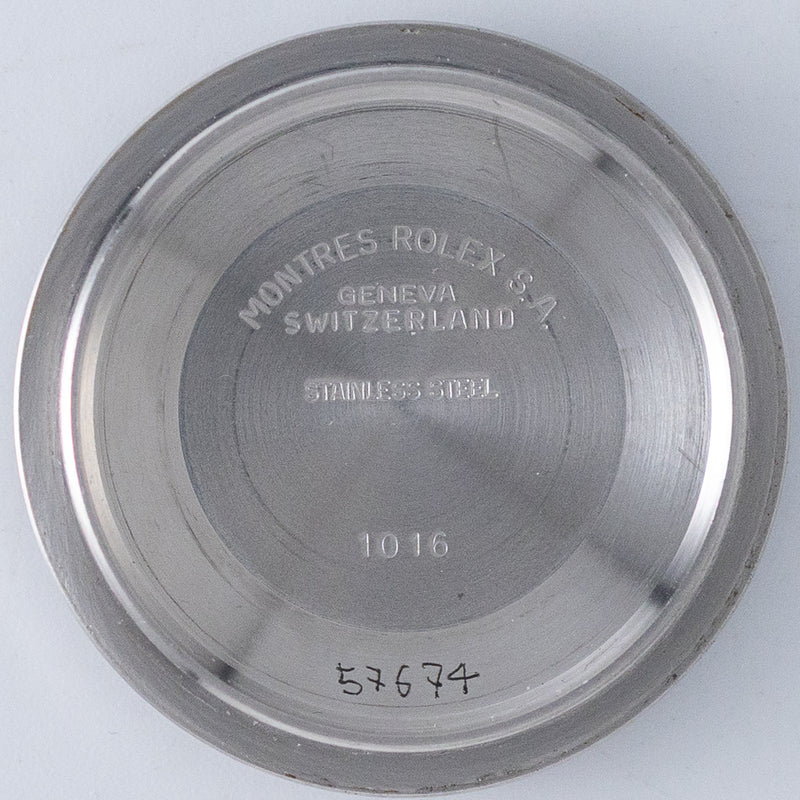 MONTRES ROLEX S.A.
GENEVA
SWITZERLAND
STAINLESS STEEL
1016
57674